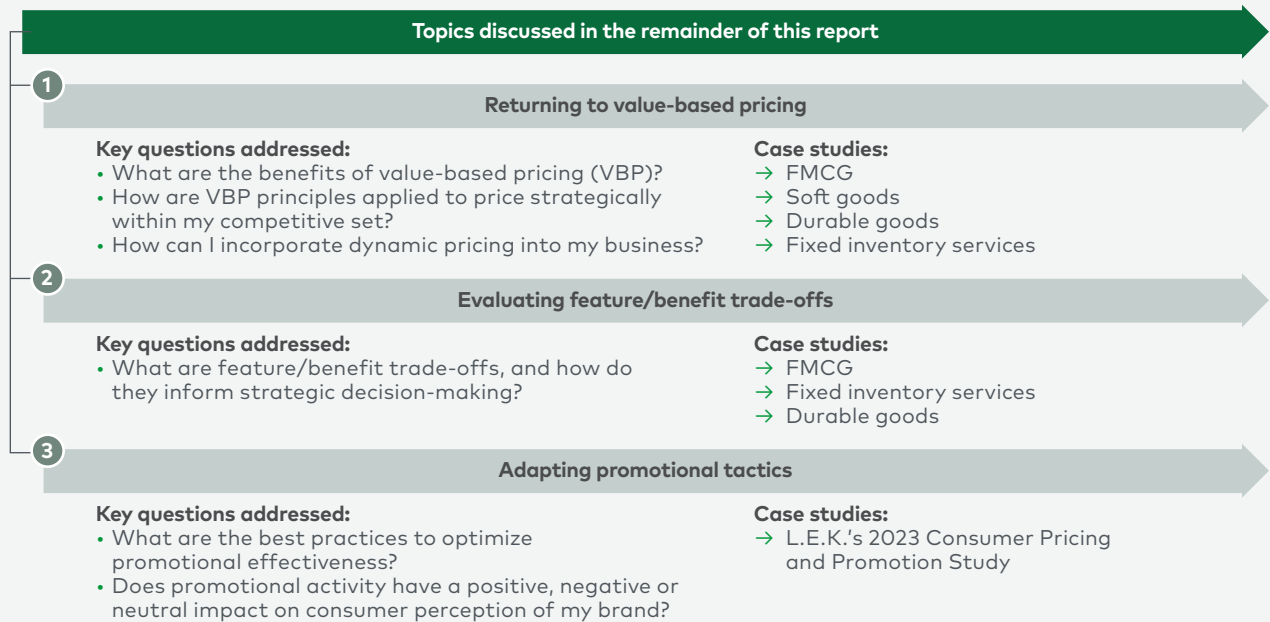 Topics discussed in the remainder of this report
1
Returning to value-based pricing
Key questions addressed:
• What are the benefits of value-based pricing (VBP)?
• How are VBP principles applied to price strategically
within my competitive set?
• How can I incorporate dynamic pricing into my business?
Case studies:
→ FMCG
→ Soft goods
→ Durable goods
→ Fixed inventory services
2
Evaluating feature/benefit trade-offs
Key questions addressed:
• What are feature/benefit trade-offs, and how do
they inform strategic decision-making?
Case studies:
→ FMCG
→ Fixed inventory services
→ Durable goods
3
Adapting promotional tactics
Key questions addressed:
• What are the best practices to optimize
promotional effectiveness?
• Does promotional activity have a positive, negative or
neutral impact on consumer perception of my brand?
Case studies:
→ L.E.K.'s 2023 Consumer Pricing
and Promotion Study